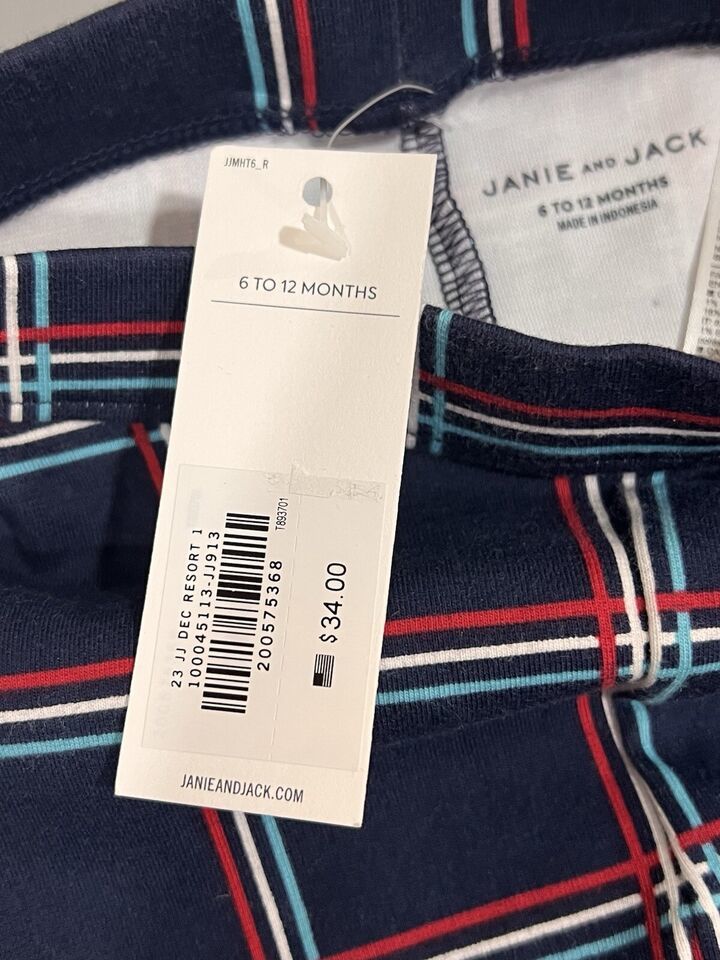 JANIE AND JACK
6 TO 12 MONTHS
MADE IN INDONESIA
JJMHT6_R
6 TO 12 MONTHS
23 JJ DEC RESORT 1
100045113-JJ913
200575368
T893701
$34.00
JANIEANDJACK.COM